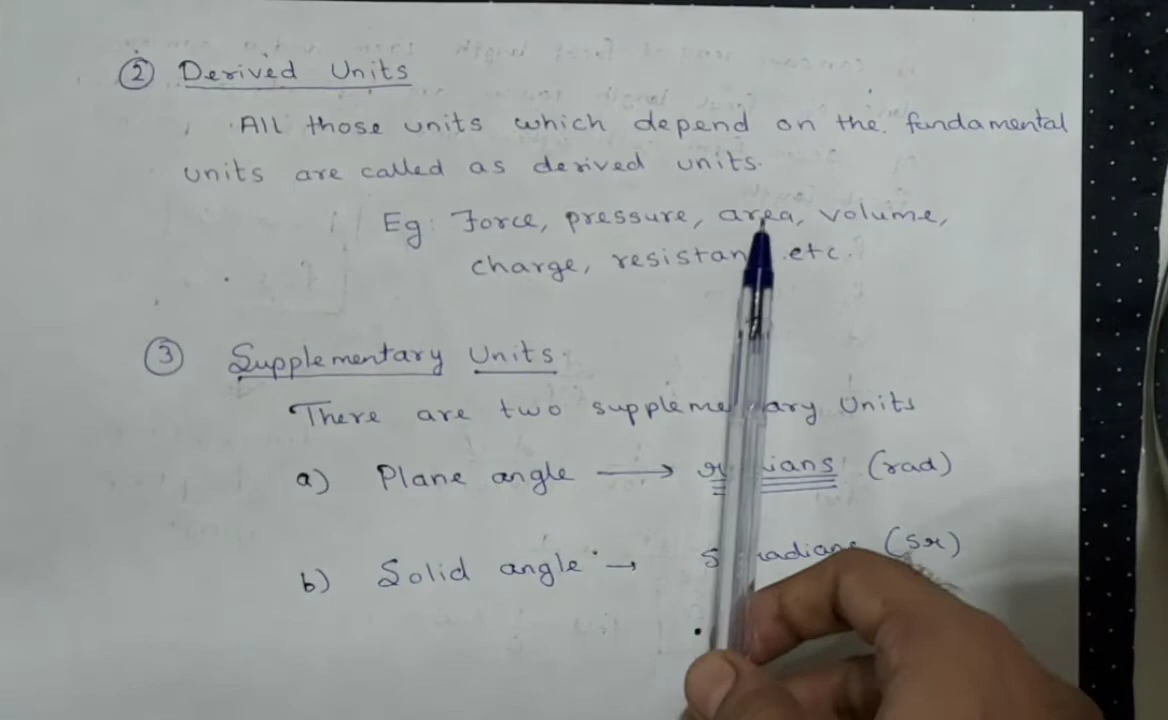 ② Derived Units
All those units which depend on the fundamental
units are called as derived units.
Eg: Force, pressure, area, volume,
charge, etc.
③ Supplementary Units
There are two Units
a) Plane angle → (rad)
b) Solid angle → (sr)